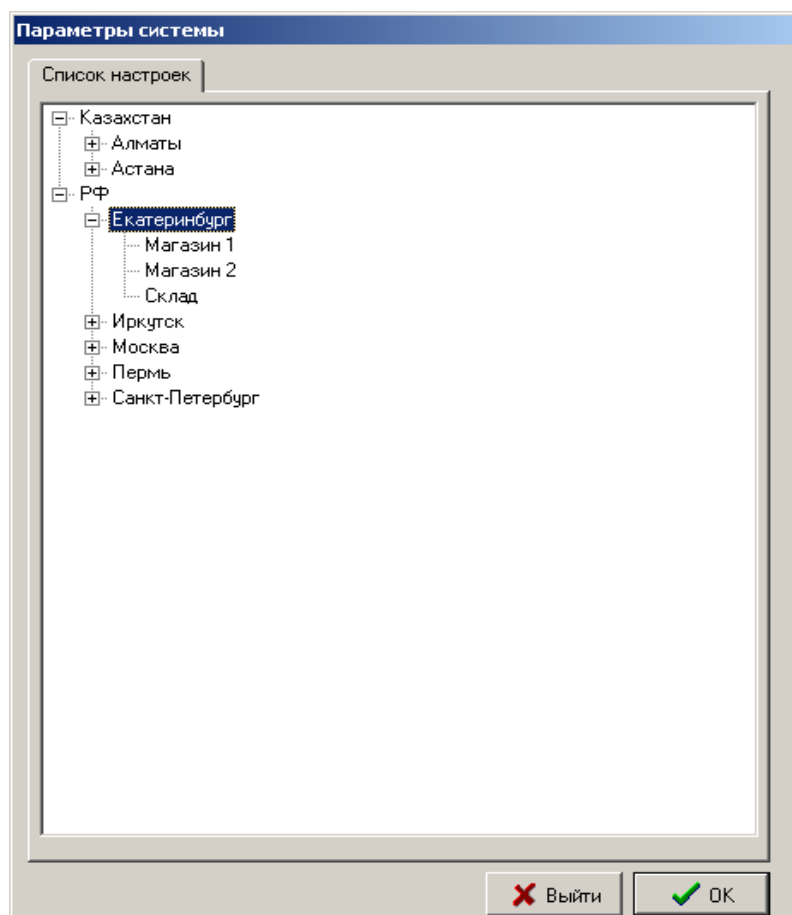 Параметры системы
Список настроек
Казахстан
Алматы
Астана
РФ
Екатеринбург
Магазин 1
Магазин 2
Склад
Иркутск
Москва
Пермь
Санкт-Петербург
Выйти
OK